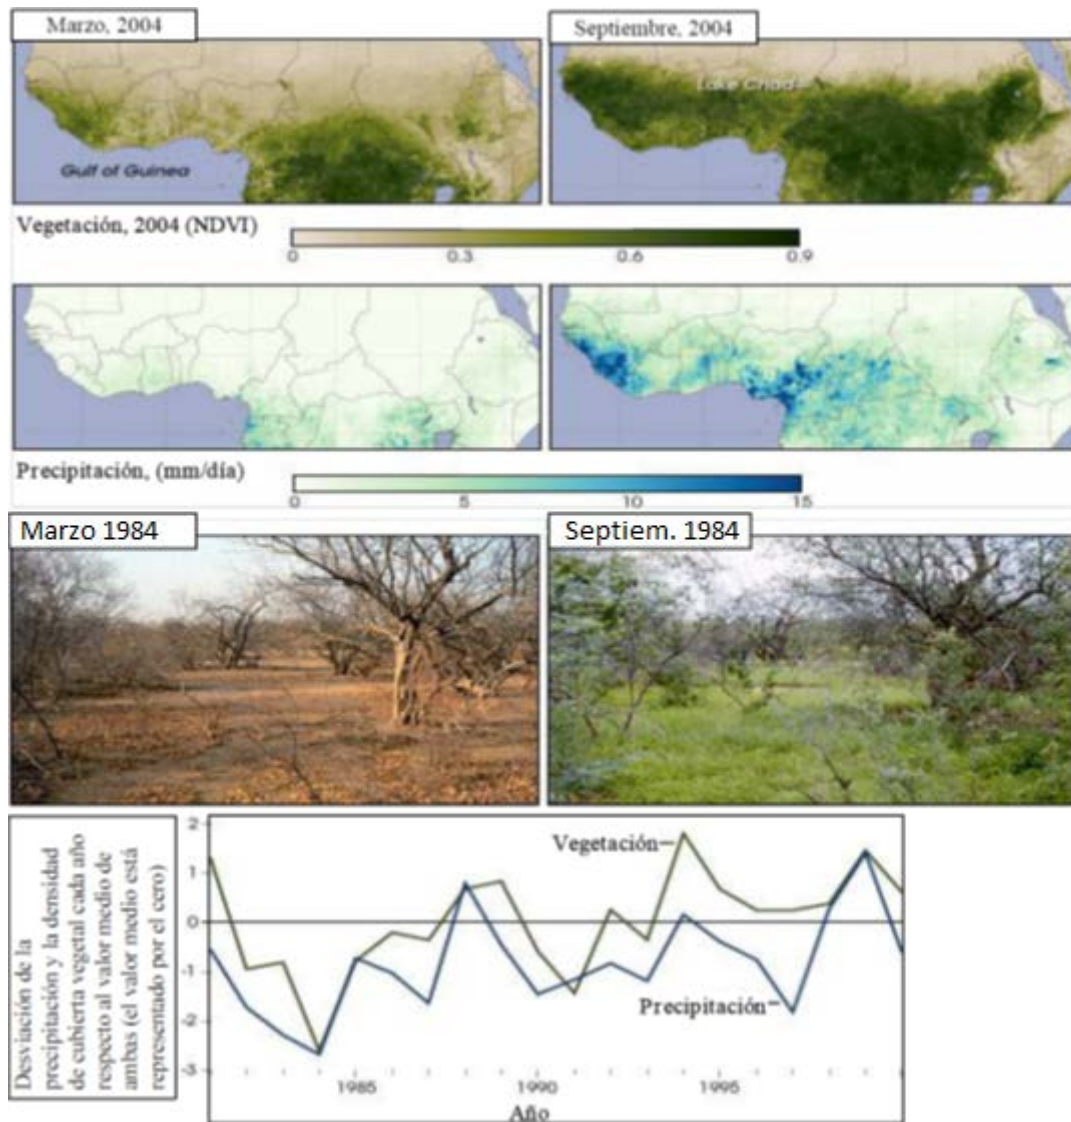 Marzo, 2004
Septiembre, 2004
Lake Chad
Gulf of Guinea
Vegetación, 2004 (NDVI)
0 0.3 0.6 0.9
Precipitación, (mm/día)
0 5 10 15
Marzo 1984
Septiem. 1984
Desviación de la
precipitación y la densidad
de cubierta vegetal cada año
respecto al valor medio de
ambas (el valor medio está
representado por el cero)
2
1
0
-1
-2
-3
Vegetación
Precipitación
1985 1990 1995
Año